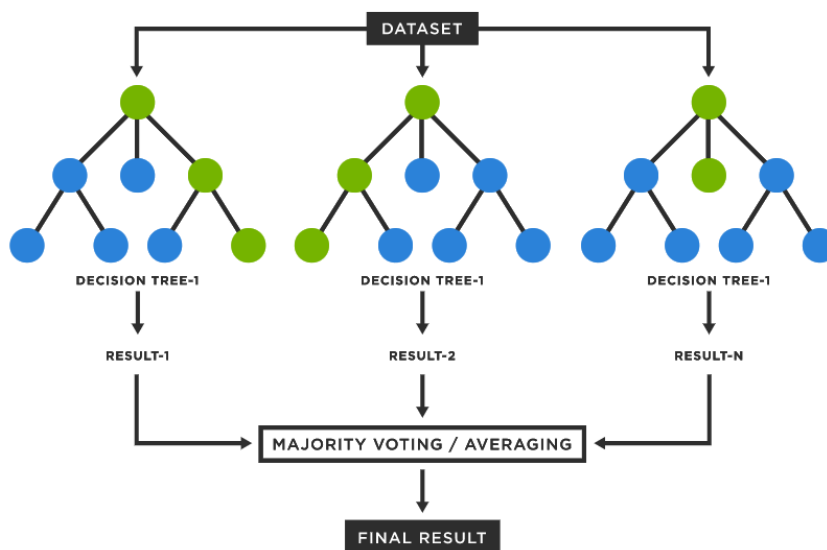 DATASET
DECISION TREE-1 DECISION TREE-1 DECISION TREE-1
RESULT-1 RESULT-2 RESULT-N
MAJORITY VOTING / AVERAGING
FINAL RESULT